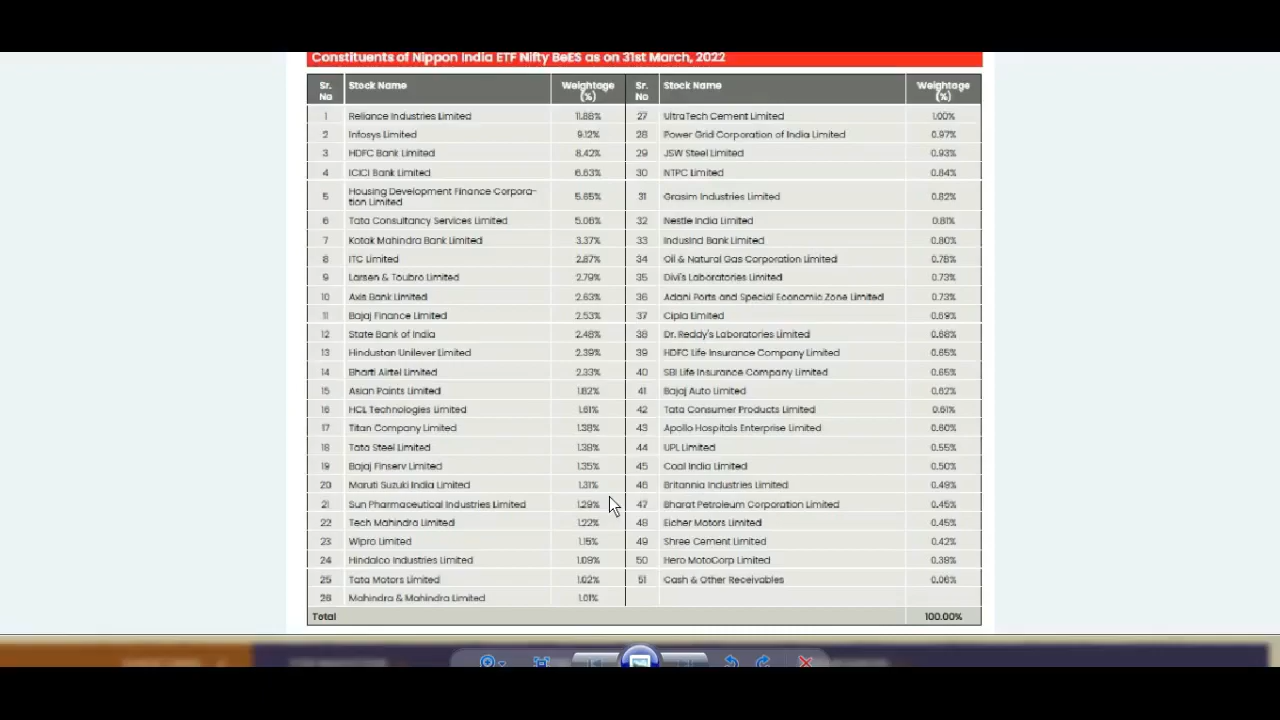 Constituents of Nippon India ETF Nifty BeES as on 31st March, 2022
Sr. No Stock Name Weightage (%) Sr. No Stock Name Weightage (%)
1 Reliance Industries Limited 11.88% 27 UltraTech Cement Limited 1.00%
2 Infosys Limited 9.12% 28 Power Grid Corporation of India Limited 0.97%
3 HDFC Bank Limited 8.42% 29 JSW Steel Limited 0.93%
4 ICICI Bank Limited 6.63% 30 NTPC Limited 0.84%
5 Housing Development Finance Corpora-
tion Limited 5.65% 31 Grasim Industries Limited 0.82%
6 Tata Consultancy Services Limited 5.06% 32 Nestle India Limited 0.81%
7 Kotak Mahindra Bank Limited 3.37% 33 IndusInd Bank Limited 0.80%
8 ITC Limited 2.87% 34 Oil & Natural Gas Corporation Limited 0.78%
9 Larsen & Toubro Limited 2.79% 35 Divi's Laboratories Limited 0.73%
10 Axis Bank Limited 2.63% 36 Adani Ports and Special Economic Zone Limited 0.73%
11 Bajaj Finance Limited 2.53% 37 Cipla Limited 0.69%
12 State Bank of India 2.48% 38 Dr. Reddy's Laboratories Limited 0.68%
13 Hindustan Unilever Limited 2.39% 39 HDFC Life Insurance Company Limited 0.65%
14 Bharti Airtel Limited 2.33% 40 SBI Life Insurance Company Limited 0.65%
15 Asian Paints Limited 1.82% 41 Bajaj Auto Limited 0.62%
16 HCL Technologies Limited 1.61% 42 Tata Consumer Products Limited 0.61%
17 Titan Company Limited 1.38% 43 Apollo Hospitals Enterprise Limited 0.60%
18 Tata Steel Limited 1.38% 44 UPL Limited 0.55%
19 Bajaj Finserv Limited 1.35% 45 Coal India Limited 0.50%
20 Maruti Suzuki India Limited 1.31% 46 Britannia Industries Limited 0.49%
21 Sun Pharmaceutical Industries Limited 1.29% 47 Bharat Petroleum Corporation Limited 0.45%
22 Tech Mahindra Limited 1.22% 48 Eicher Motors Limited 0.45%
23 Wipro Limited 1.15% 49 Shree Cement Limited 0.42%
24 Hindalco Industries Limited 1.09% 50 Hero MotoCorp Limited 0.38%
25 Tata Motors Limited 1.02% 51 Cash & Other Receivables 0.06%
26 Mahindra & Mahindra Limited 1.01%
Total 100.00%